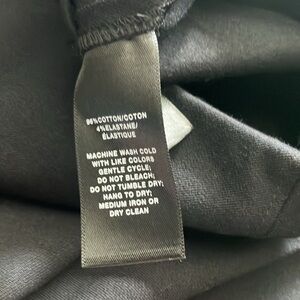 96%COTTON/COTON
4%ELASTANE/
ÉLASTIQUE
MACHINE WASH COLD
WITH LIKE COLORS
GENTLE CYCLE;
DO NOT BLEACH;
DO NOT TUMBLE DRY;
HANG TO DRY;
MEDIUM IRON OR
DRY CLEAN